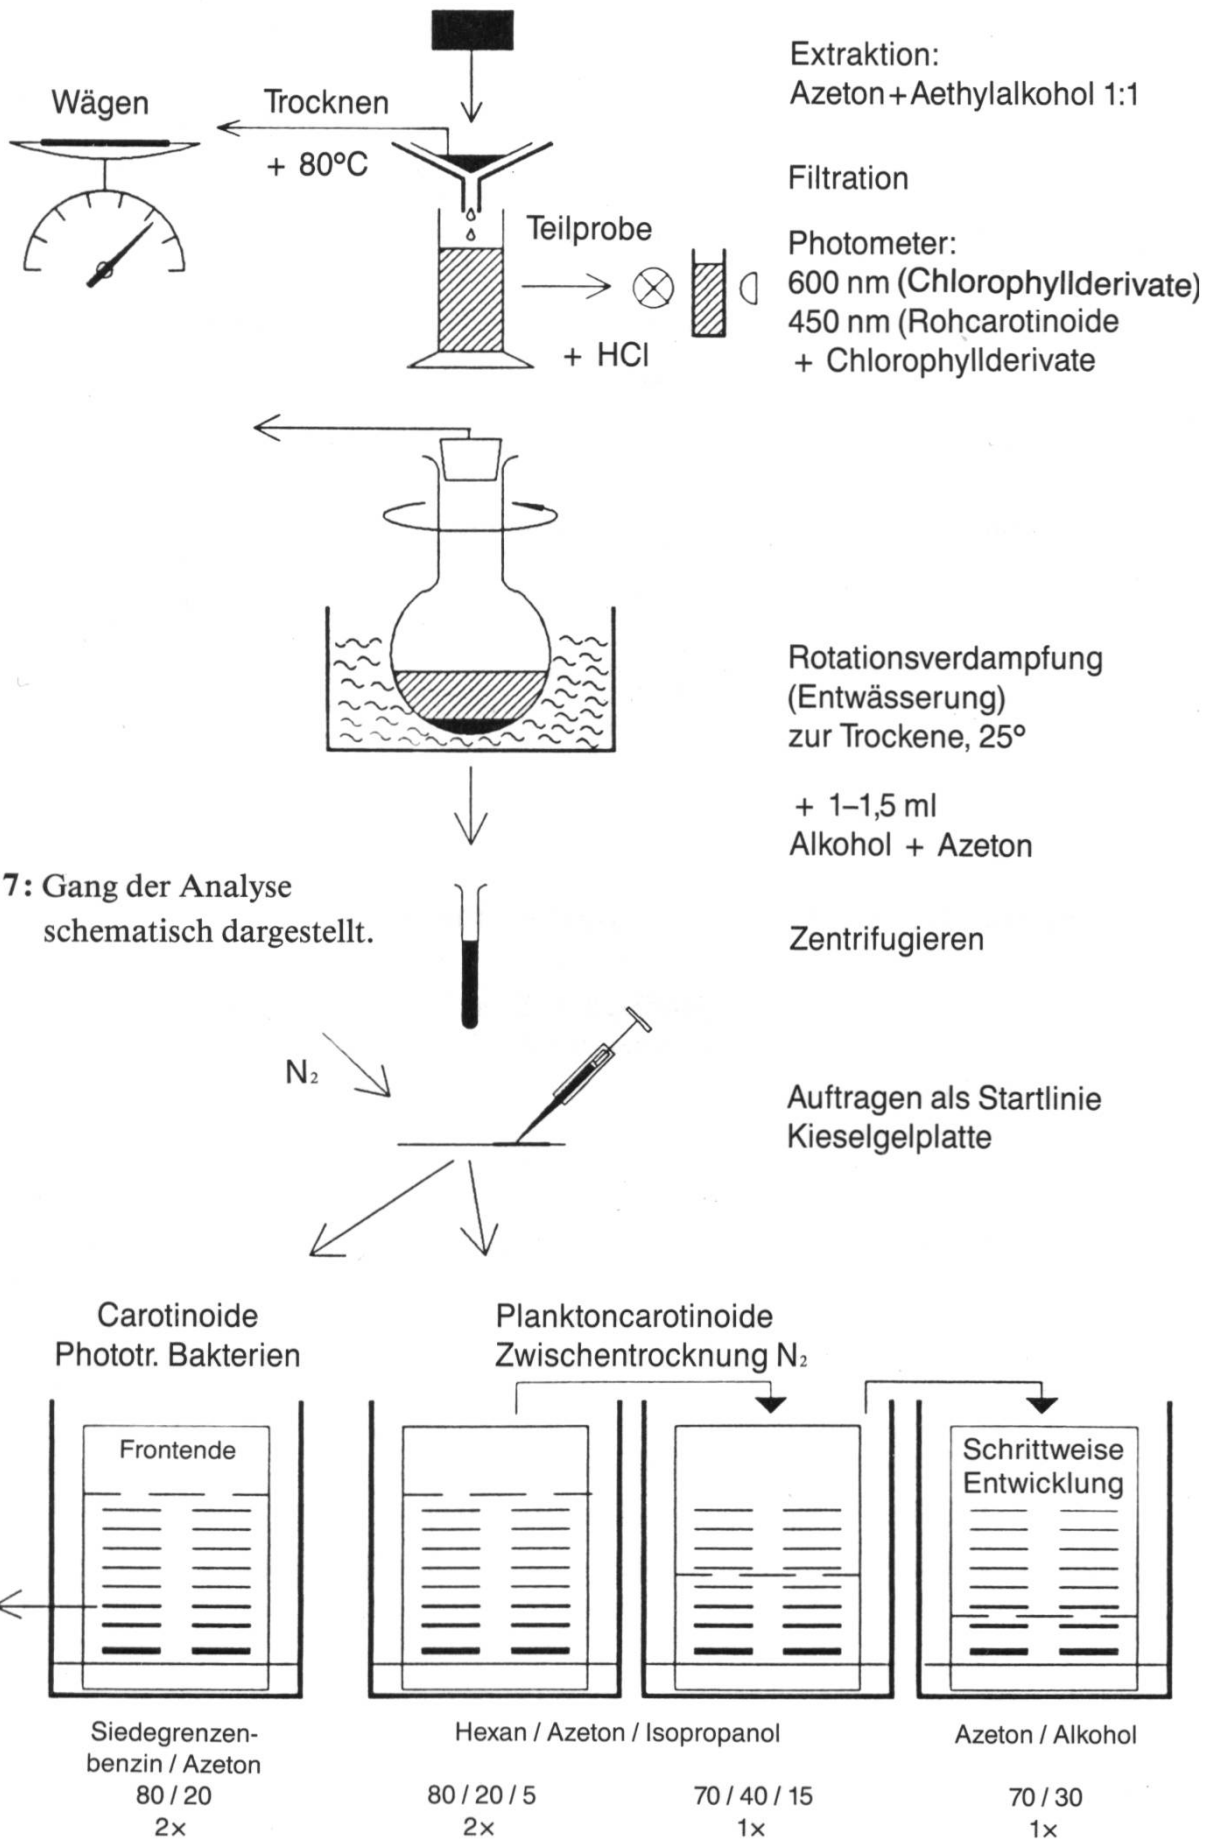 Extraktion:
Azeton+Aethylalkohol 1:1
Wägen
Trocknen
+ 80°C
Filtration
Teilprobe
+ HCl
Photometer:
600 nm (Chlorophyllderivate)
450 nm (Rohcarotinoide
+ Chlorophyllderivate
Rotationsverdampfung
(Entwässerung)
zur Trockene, 25°
+ 1–1,5 ml
Alkohol + Azeton
7: Gang der Analyse
schematisch dargestellt.
Zentrifugieren
N₂
Auftragen als Startlinie
Kieselgelplatte
Carotinoide
Phototr. Bakterien
Planktoncarotinoide
Zwischentrocknung N₂
Frontende
Schrittweise
Entwicklung
Siedegrenzen-
benzin / Azeton
80 / 20
2×
Hexan / Azeton / Isopropanol
80 / 20 / 5
2×
70 / 40 / 15
1×
Azeton / Alkohol
70 / 30
1×